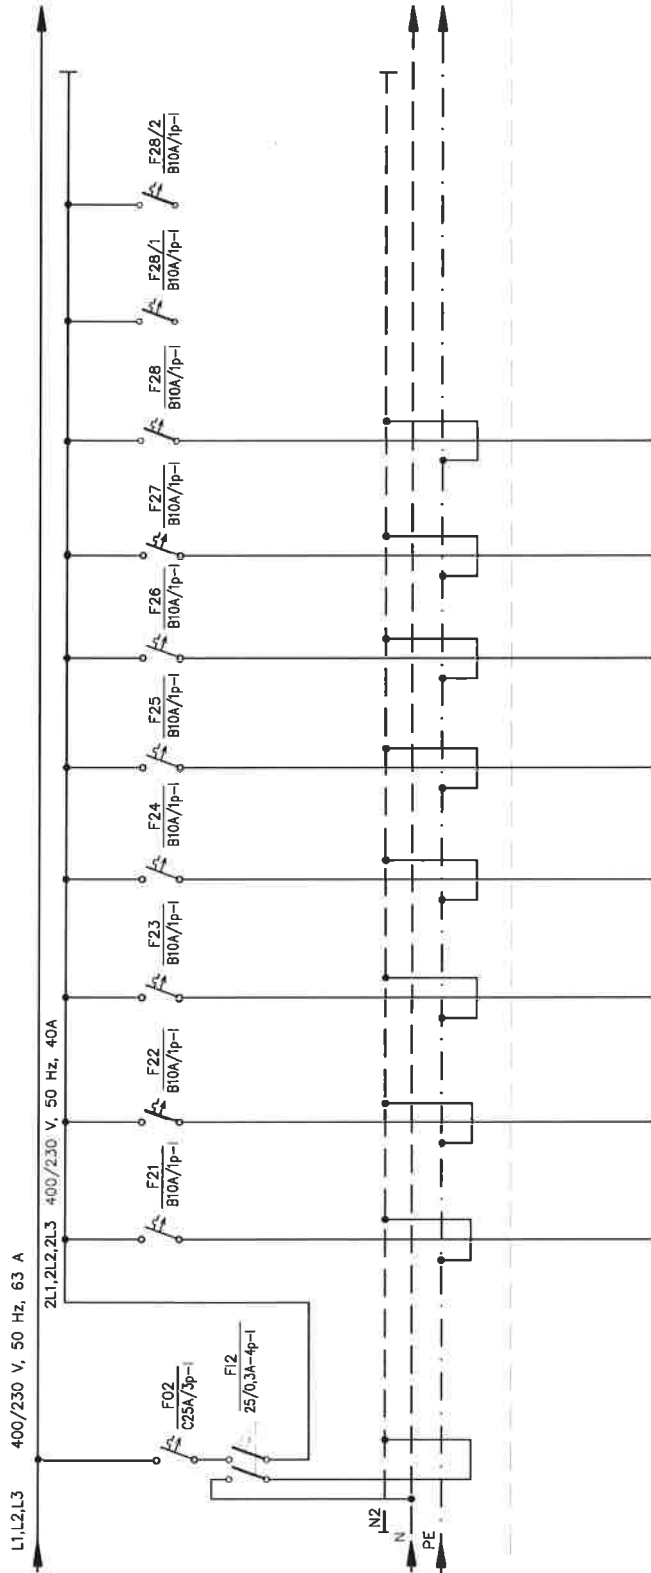 L1,L2,L3 400/230 V, 50 Hz, 63 A
2L1,2L2,2L3 400/230 V, 50 Hz, 40A
F02
C25A/3p-I
FI2
25/0,3A-4p-I
F21
B10A/1p-I
F22
B10A/1p-I
F23
B10A/1p-I
F24
B10A/1p-I
F25
B10A/1p-I
F26
B10A/1p-I
F27
B10A/1p-I
F28
B10A/1p-I
F28/1
B10A/1p-I
F28/2
B10A/1p-I
N2
N
PE